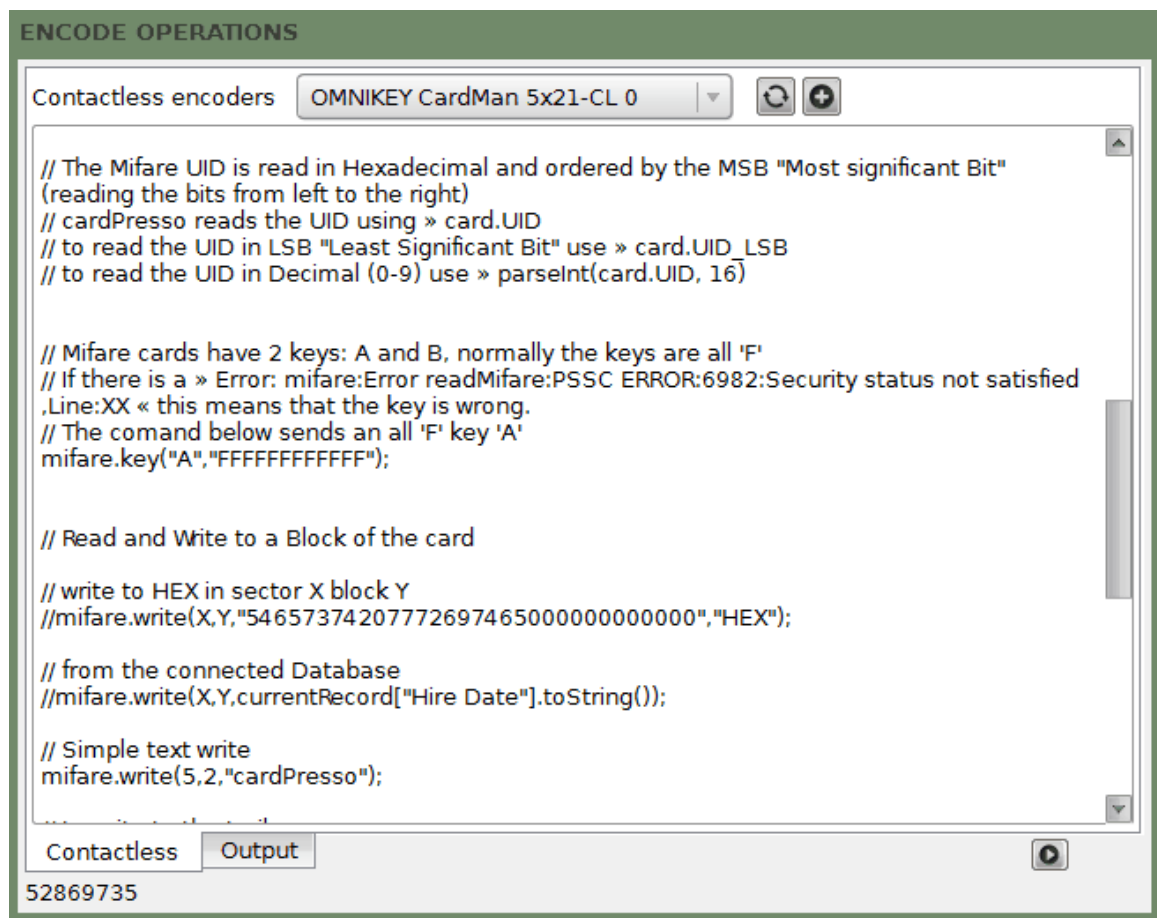 ENCODE OPERATIONS
Contactless encoders OMNIKEY CardMan 5x21-CL 0
// The Mifare UID is read in Hexadecimal and ordered by the MSB "Most significant Bit"
(reading the bits from left to the right)
// cardPresso reads the UID using » card.UID
// to read the UID in LSB "Least Significant Bit" use » card.UID_LSB
// to read the UID in Decimal (0-9) use » parseInt(card.UID, 16)
// Mifare cards have 2 keys: A and B, normally the keys are all 'F'
// If there is a » Error: mifare:Error readMifare:PSSC ERROR:6982:Security status not satisfied
,Line:XX « this means that the key is wrong.
// The comand below sends an all 'F' key 'A'
mifare.key("A","FFFFFFFFFFFF");
// Read and Write to a Block of the card
// write to HEX in sector X block Y
//mifare.write(X,Y,"54657374207772697465000000000000","HEX");
// from the connected Database
//mifare.write(X,Y,currentRecord["Hire Date"].toString());
// Simple text write
mifare.write(5,2,"cardPresso");
Contactless Output
52869735